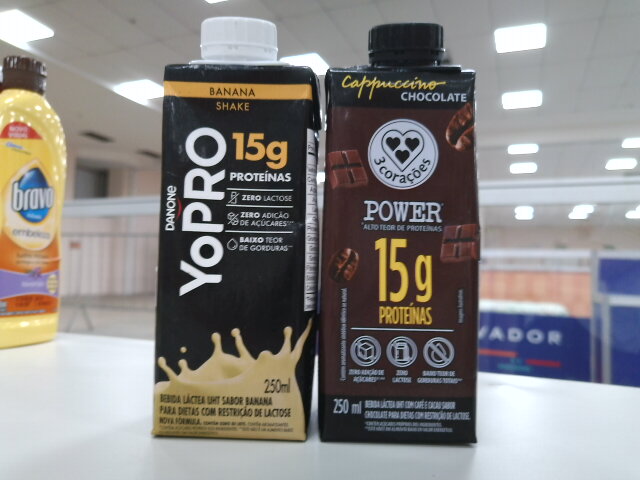 BANANA
SHAKE
DANONE
YoPRO
15g
PROTEÍNAS
ZERO LACTOSE
ZERO ADIÇÃO
DE AÇÚCARES
BAIXO TEOR
DE GORDURAS
250ml
BEBIDA LÁCTEA UHT SABOR BANANA
PARA DIETAS COM RESTRIÇÃO DE LACTOSE
NOVA FÓRMULA.
Cappuccino
CHOCOLATE
3 corações
POWER
ALTO TEOR DE PROTEÍNAS
15 g
PROTEÍNAS
ZERO ADIÇÃO DE
AÇÚCARES
ZERO
LACTOSE
BAIXO TEOR DE
GORDURAS TOTAIS
250 ml
BEBIDA LÁCTEA UHT COM CAFÉ E CACAU SABOR
CHOCOLATE PARA DIETAS COM RESTRIÇÃO DE LACTOSE.
bravo
VADOR